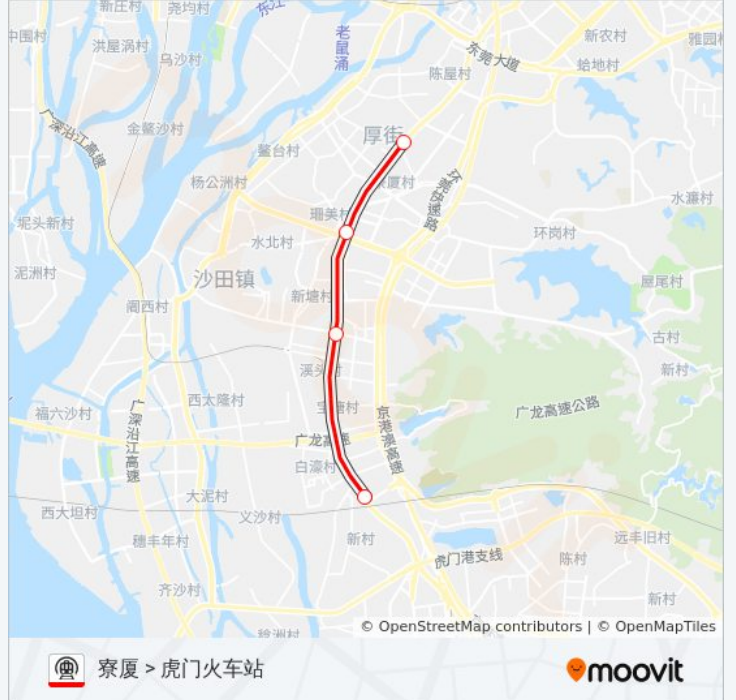 新庄村
尧均村
东江
中围村
洪屋涡村
乌沙村
老鼠涌
东莞大道
新农村
雅园村
陈屋村
蛤地村
广深沿江高速
金鳌沙村
厚街
鳌台村
杨公洲村
环莞快速路
水濂村
珊美村
坭头新村
水北村
环岗村
泥洲村
沙田镇
屋尾村
新塘村
阁西村
古村
溪头村
新村
西太隆村
广龙高速公路
福六沙村
广深沿江高速
京港澳高速
广龙高速
白濠村
大泥村
西大坦村
义沙村
新村
穗丰年村
远丰旧村
虎门港支线
陈村
齐沙村
新村
© OpenStreetMap contributors | © OpenMapTiles
寮厦 > 虎门火车站
moovit